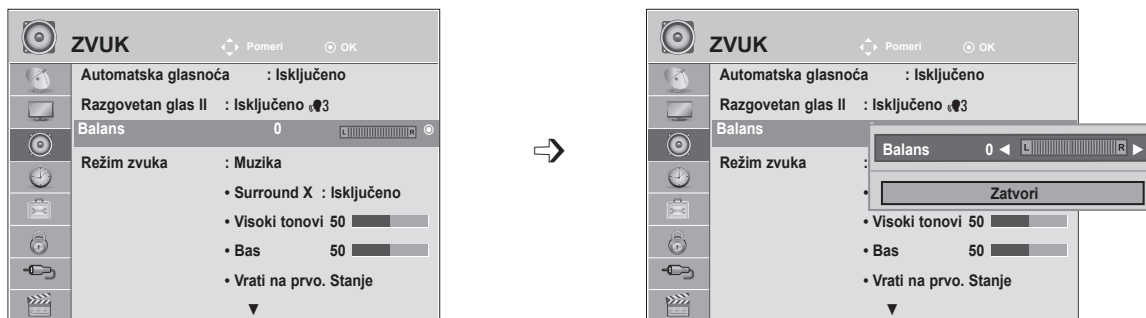 ZVUK
Pomeri OK
Automatska glasnoća : Isključeno
Razgovetan glas II : Isključeno 3
Balans 0 L R
Režim zvuka : Muzika
• Surround X : Isključeno
• Visoki tonovi 50
• Bas 50
• Vrati na prvo. Stanje
ZVUK
Pomeri OK
Automatska glasnoća : Isključeno
Razgovetan glas II : Isključeno 3
Balans
Balans 0 L R
Režim zvuka :
Zatvori
•
• Visoki tonovi 50
• Bas 50
• Vrati na prvo. Stanje